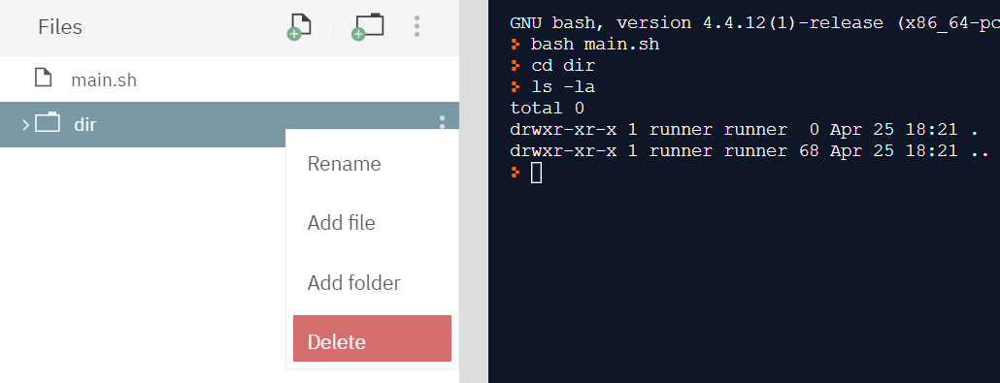 Files
main.sh
dir
Rename
Add file
Add folder
Delete
GNU bash, version 4.4.12(1)-release (x86_64-pc
bash main.sh
cd dir
ls -la
total 0
drwxr-xr-x 1 runner runner  0 Apr 25 18:21 .
drwxr-xr-x 1 runner runner 68 Apr 25 18:21 ..